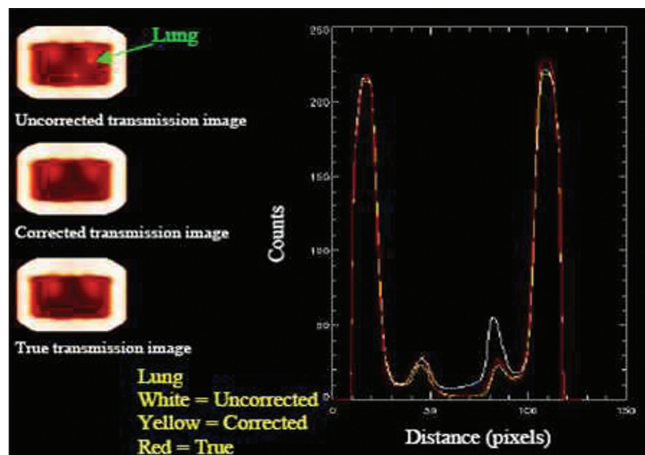 Lung
Uncorrected transmission image
Corrected transmission image
True transmission image
Lung
White = Uncorrected
Yellow = Corrected
Red = True
250
200
150
100
50
0
Counts
0
50
100
150
Distance (pixels)